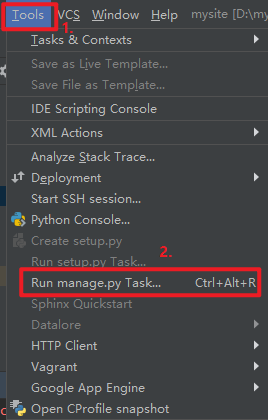 Tools VCS Window Help mysite [D:\my
1.
Tasks & Contexts
Save as Live Template...
Save File as Template...
IDE Scripting Console
XML Actions
Analyze Stack Trace...
Deployment
Start SSH session...
Python Console...
Create setup.py
2.
Run setup.py Task...
Run manage.py Task... Ctrl+Alt+R
Sphinx Quickstart
Datalore
HTTP Client
Vagrant
Google App Engine
Open CProfile snapshot